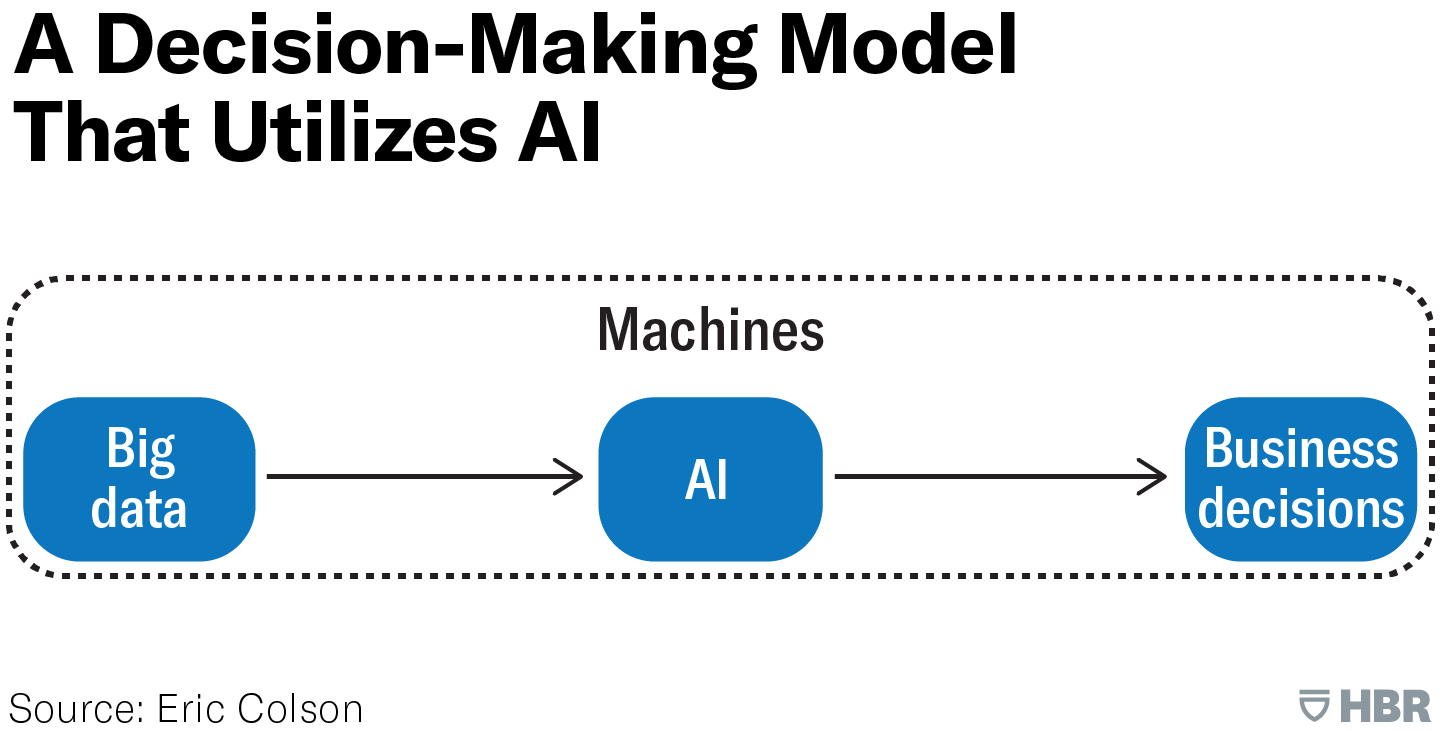 A Decision-Making Model
That Utilizes AI
Machines
Big
data
AI
Business
decisions
Source: Eric Colson
HBR